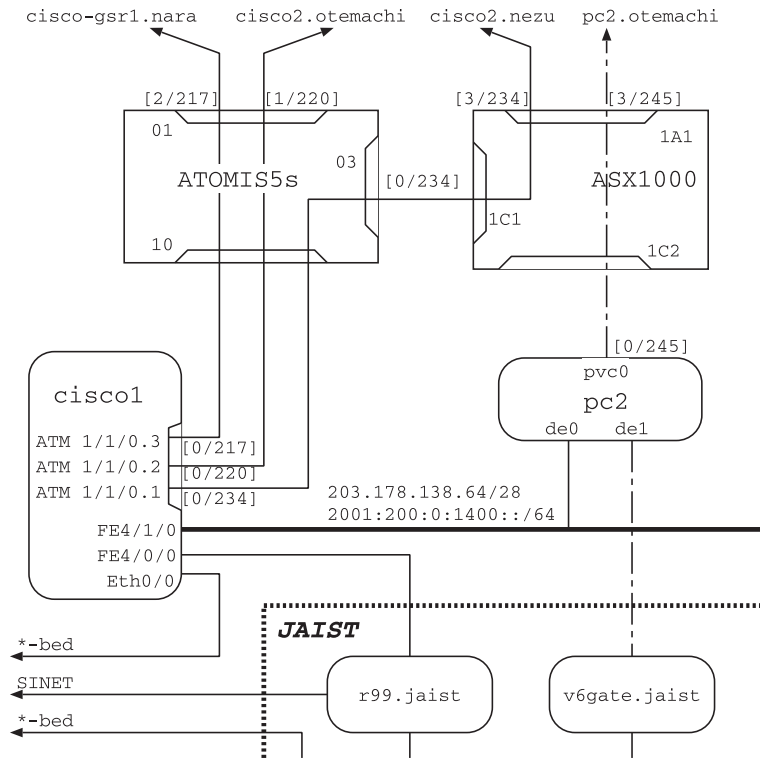 cisco-gsr1.nara
cisco2.otemachi
cisco2.nezu
pc2.otemachi
[2/217]
[1/220]
[3/234]
[3/245]
01
03
ATOMIS5s
10
[0/234]
1A1
ASX1000
1C1
1C2
[0/245]
pvc0
pc2
de0
de1
cisco1
ATM 1/1/0.3
[0/217]
ATM 1/1/0.2
[0/220]
ATM 1/1/0.1
[0/234]
203.178.138.64/28
2001:200:0:1400::/64
FE4/1/0
FE4/0/0
Eth0/0
JAIST
*-bed
SINET
*-bed
r99.jaist
v6gate.jaist